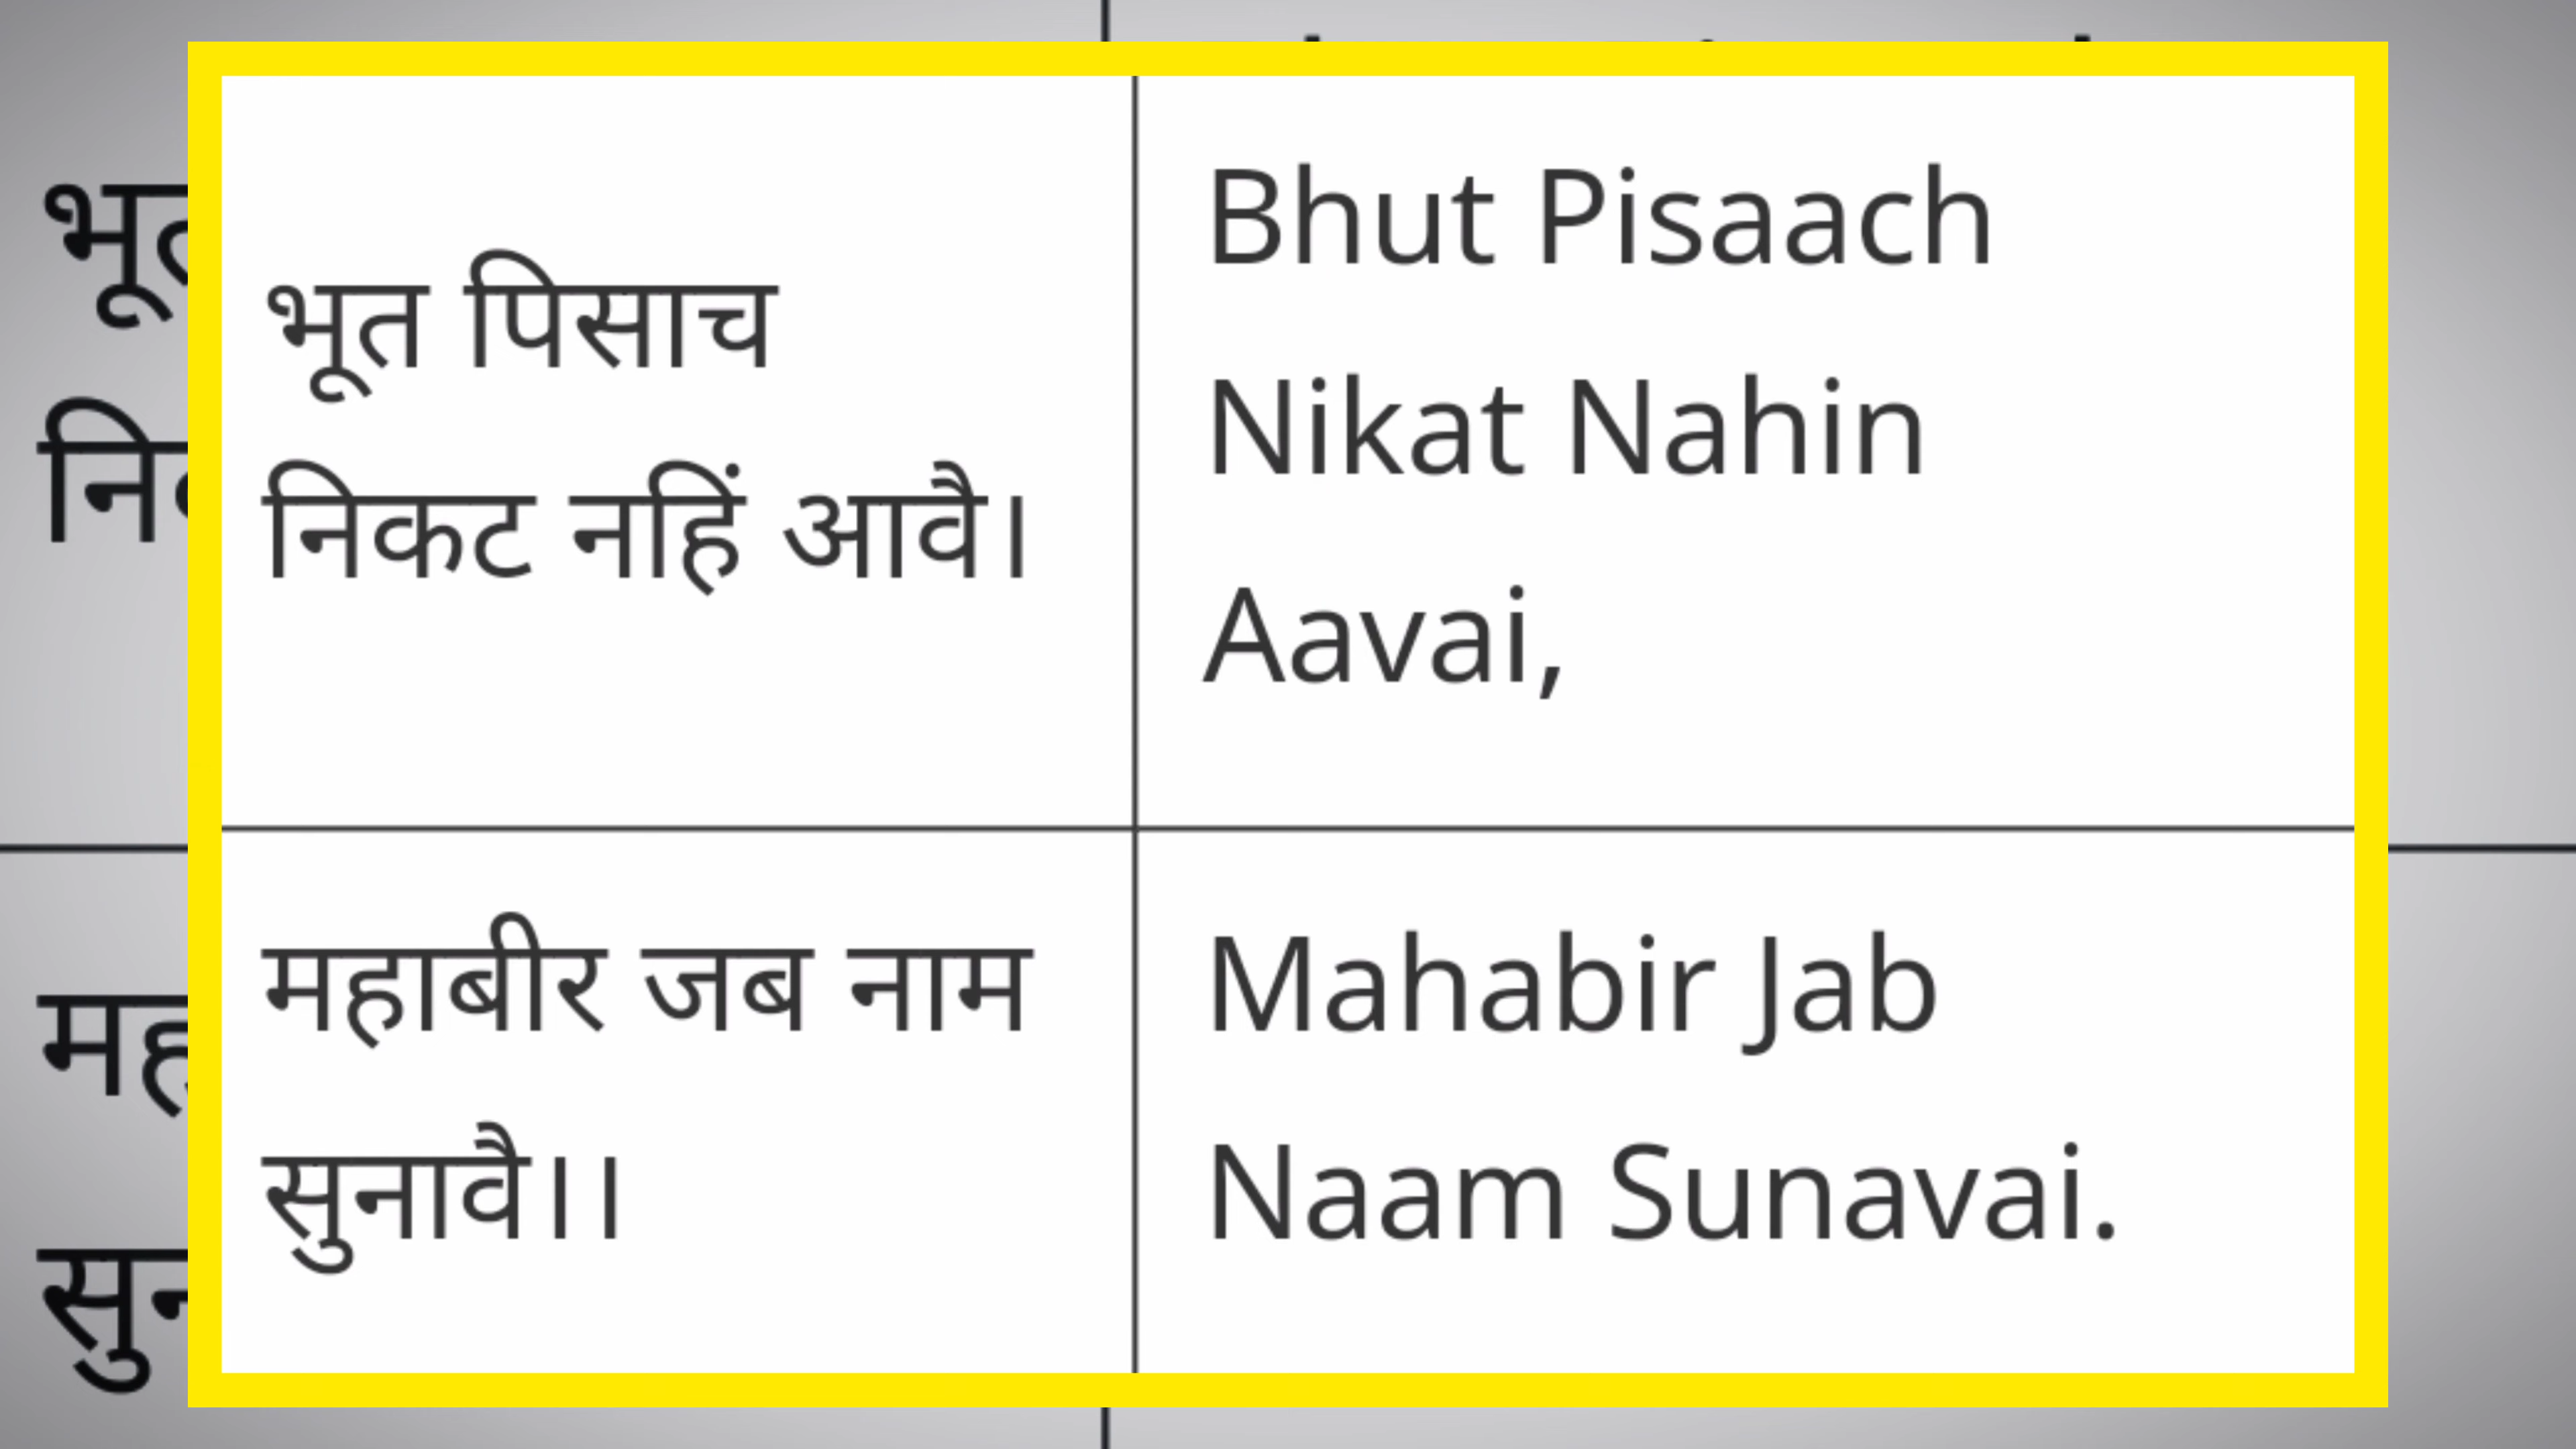 भूत पिसाच
निकट नहिं आवै।
Bhut Pisaach
Nikat Nahin
Aavai,
महाबीर जब नाम
सुनावै।।
Mahabir Jab
Naam Sunavai.